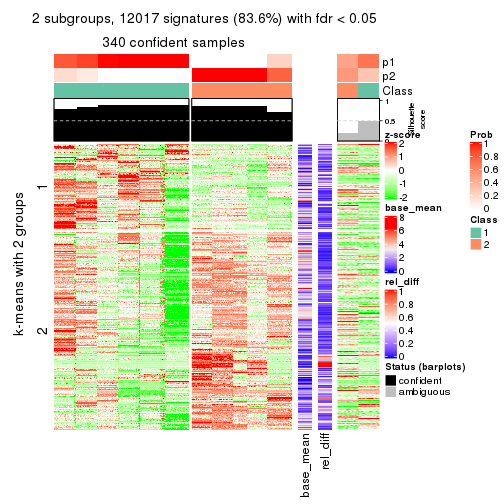 2 subgroups, 12017 signatures (83.6%) with fdr < 0.05
340 confident samples
p1
p2
Class
1
0.5
0
Silhouette
score
k-means with 2 groups
1
2
base_mean
rel_diff
z-score
2
1
0
-1
-2
base_mean
8
6
4
2
0
rel_diff
1
0.8
0.6
0.4
0.2
0
Status (barplots)
confident
ambiguous
Prob
1
0.8
0.6
0.4
0.2
0
Class
1
2